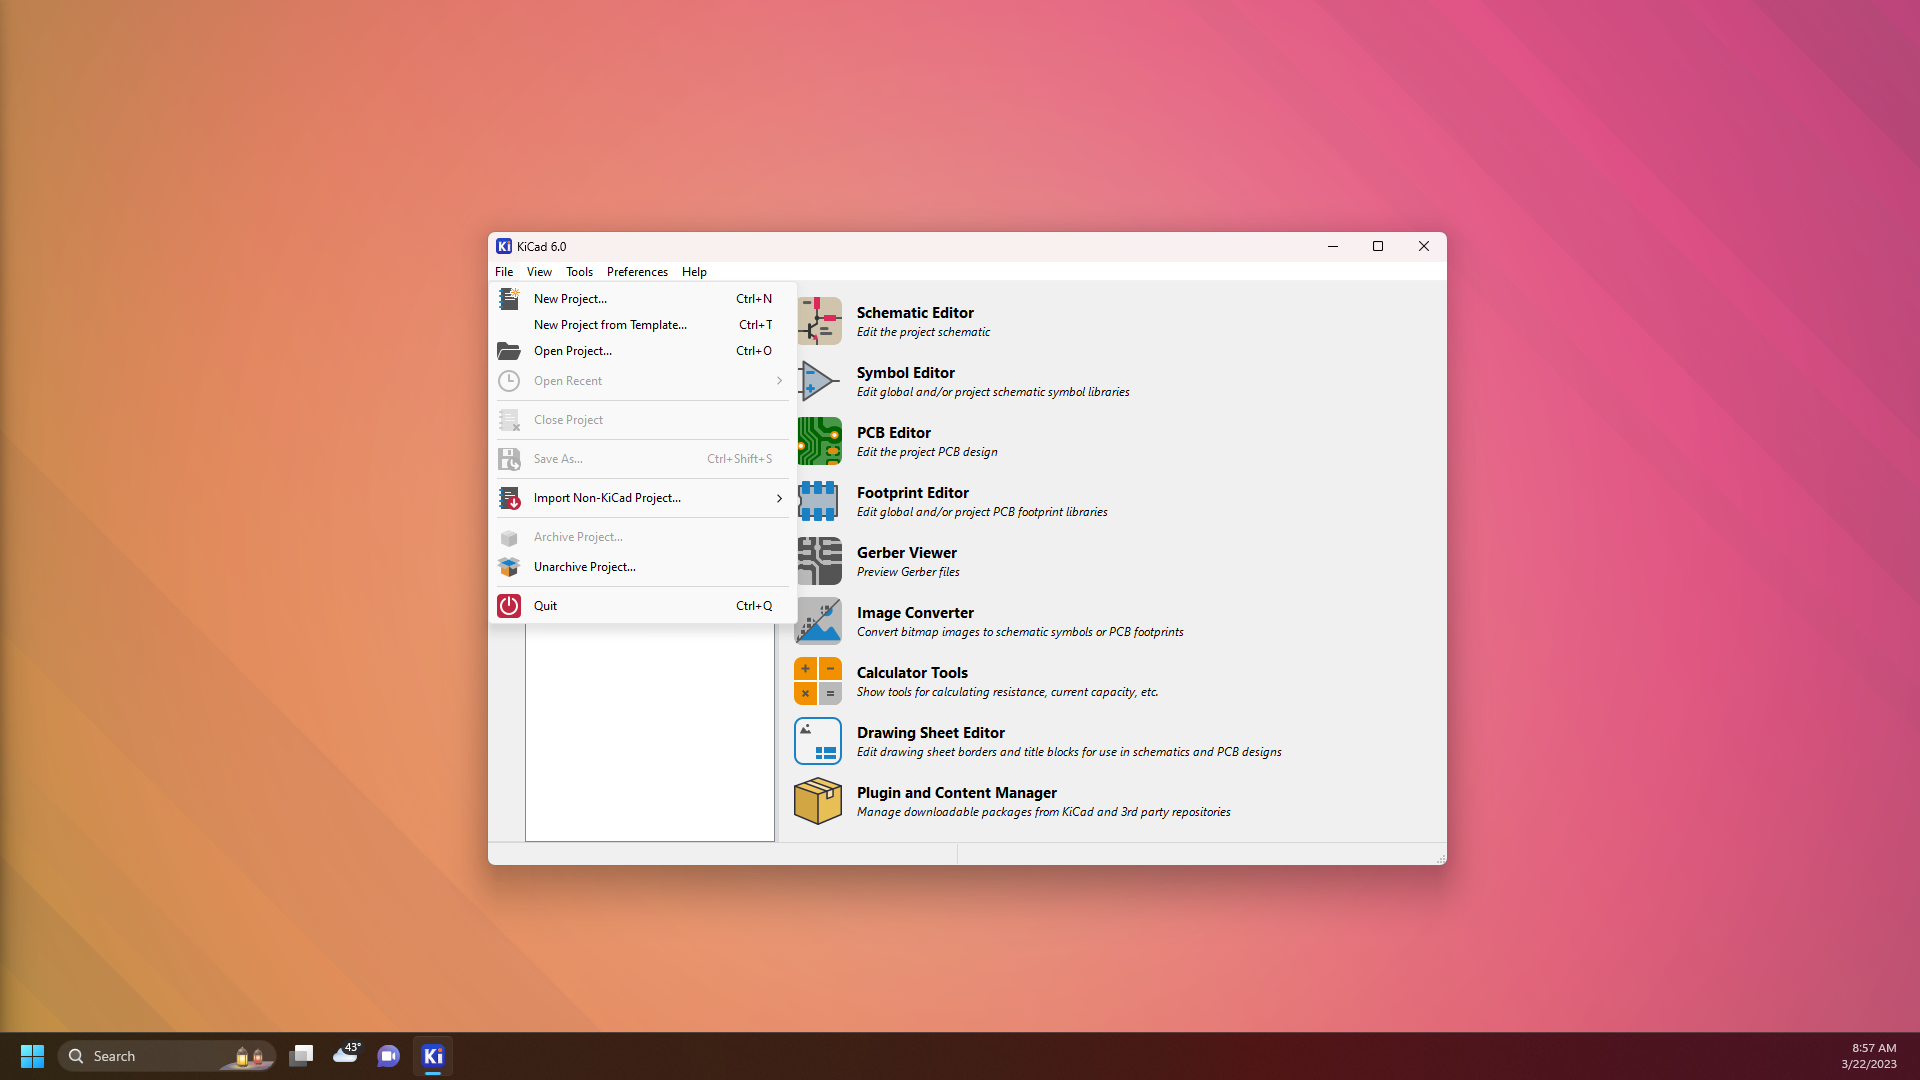 Ki KiCad 6.0
File View Tools Preferences Help
New Project... Ctrl+N
New Project from Template... Ctrl+T
Open Project... Ctrl+O
Open Recent
Close Project
Save As... Ctrl+Shift+S
Import Non-KiCad Project...
Archive Project...
Unarchive Project...
Quit Ctrl+Q
Schematic Editor
Edit the project schematic
Symbol Editor
Edit global and/or project schematic symbol libraries
PCB Editor
Edit the project PCB design
Footprint Editor
Edit global and/or project PCB footprint libraries
Gerber Viewer
Preview Gerber files
Image Converter
Convert bitmap images to schematic symbols or PCB footprints
Calculator Tools
Show tools for calculating resistance, current capacity, etc.
Drawing Sheet Editor
Edit drawing sheet borders and title blocks for use in schematics and PCB designs
Plugin and Content Manager
Manage downloadable packages from KiCad and 3rd party repositories
Search
43°
Ki
8:57 AM
3/22/2023